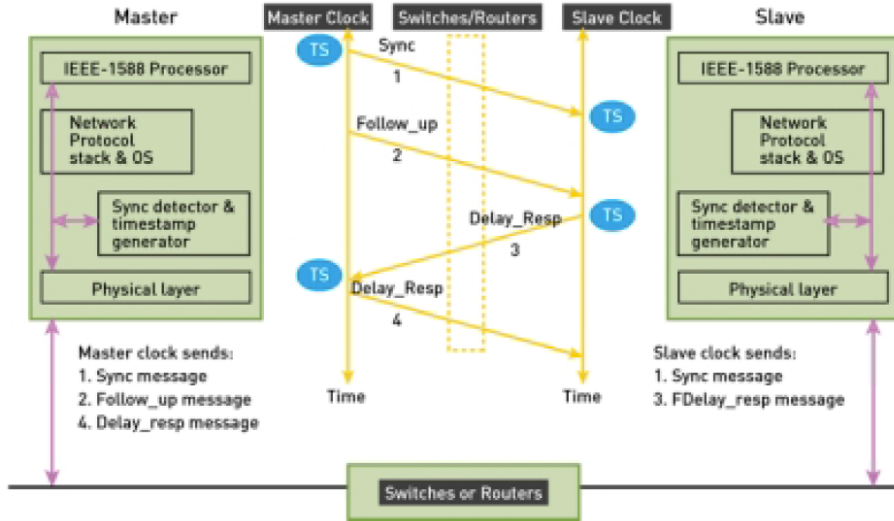 Master
Master Clock
Switches/Routers
Slave Clock
Slave
IEEE-1588 Processor
Network
Protocol
stack & OS
Sync detector &
timestamp
generator
Physical layer
TS
Sync
1
TS
Follow_up
2
Delay_Resp
TS
3
TS
Delay_Resp
4
Time
Time
IEEE-1588 Processor
Network
Protocol
stack & OS
Sync detector &
timestamp
generator
Physical layer
Master clock sends:
1. Sync message
2. Follow_up message
4. Delay_resp message
Slave clock sends:
1. Sync message
3. FDelay_resp message
Switches or Routers